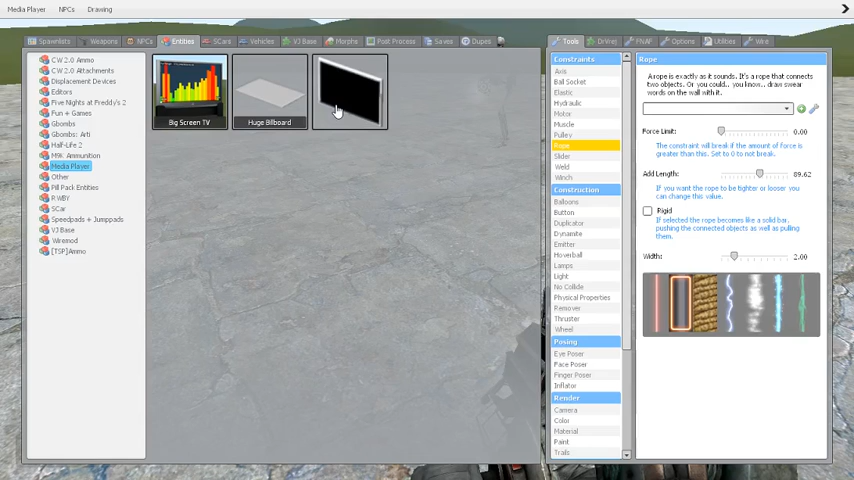 Media Player NPCs Drawing
Spawnlists Weapons NPCs Entities SCars Vehicles VJ Base Morphs Post Process Saves Dupes
Tools DrVrej FNAF Options Utilities Wire
CW 2.0 Ammo
CW 2.0 Attachments
Displacement Devices
Editors
Five Nights at Freddy's 2
Fun + Games
Gbombs
Gbombs: Arti
Half-Life 2
M9K Ammunition
Media Player
Other
Pill Pack Entities
RWBY
SCar
Speedpads + Jumppads
VJ Base
Wiremod
[TSP]Ammo
Big Screen TV
Huge Billboard
Constraints
Axis
Ball Socket
Elastic
Hydraulic
Motor
Muscle
Pulley
Rope
Slider
Weld
Winch
Construction
Balloons
Button
Duplicator
Dynamite
Emitter
Hoverball
Lamps
Light
No Collide
Physical Properties
Remover
Thruster
Wheel
Posing
Eye Poser
Face Poser
Finger Poser
Inflator
Render
Camera
Color
Material
Paint
Trails
Rope
A rope is exactly as it sounds. It's a rope that connects
two objects. Or you could.. you know.. draw swear
words on the wall with it.
Force Limit: 0.00
The constraint will break if the amount of force is
greater than this. Set to 0 to not break.
Add Length: 89.62
If you want the rope to be tighter or looser you
can change this value.
Rigid
If selected the rope becomes like a solid bar,
pushing the connected objects as well as pulling
them.
Width: 2.00